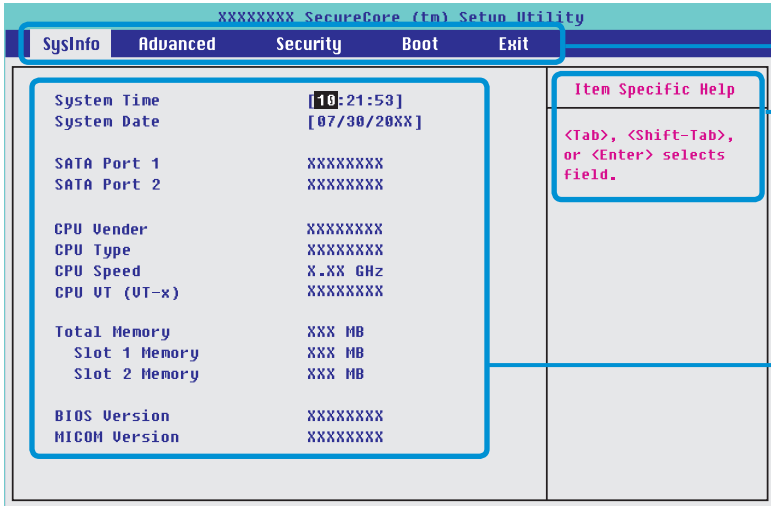 XXXXXXXX SecureCore (tm) Setup Utility
SysInfo Advanced Security Boot Exit
System Time [10:21:53]
System Date [07/30/20XX]
SATA Port 1 XXXXXXXX
SATA Port 2 XXXXXXXX
CPU Vender XXXXXXXX
CPU Type XXXXXXXX
CPU Speed X.XX GHz
CPU VT (VT-x) XXXXXXXX
Total Memory XXX MB
Slot 1 Memory XXX MB
Slot 2 Memory XXX MB
BIOS Version XXXXXXXX
MICOM Version XXXXXXXX
Item Specific Help
<Tab>, <Shift-Tab>,
or <Enter> selects
field.